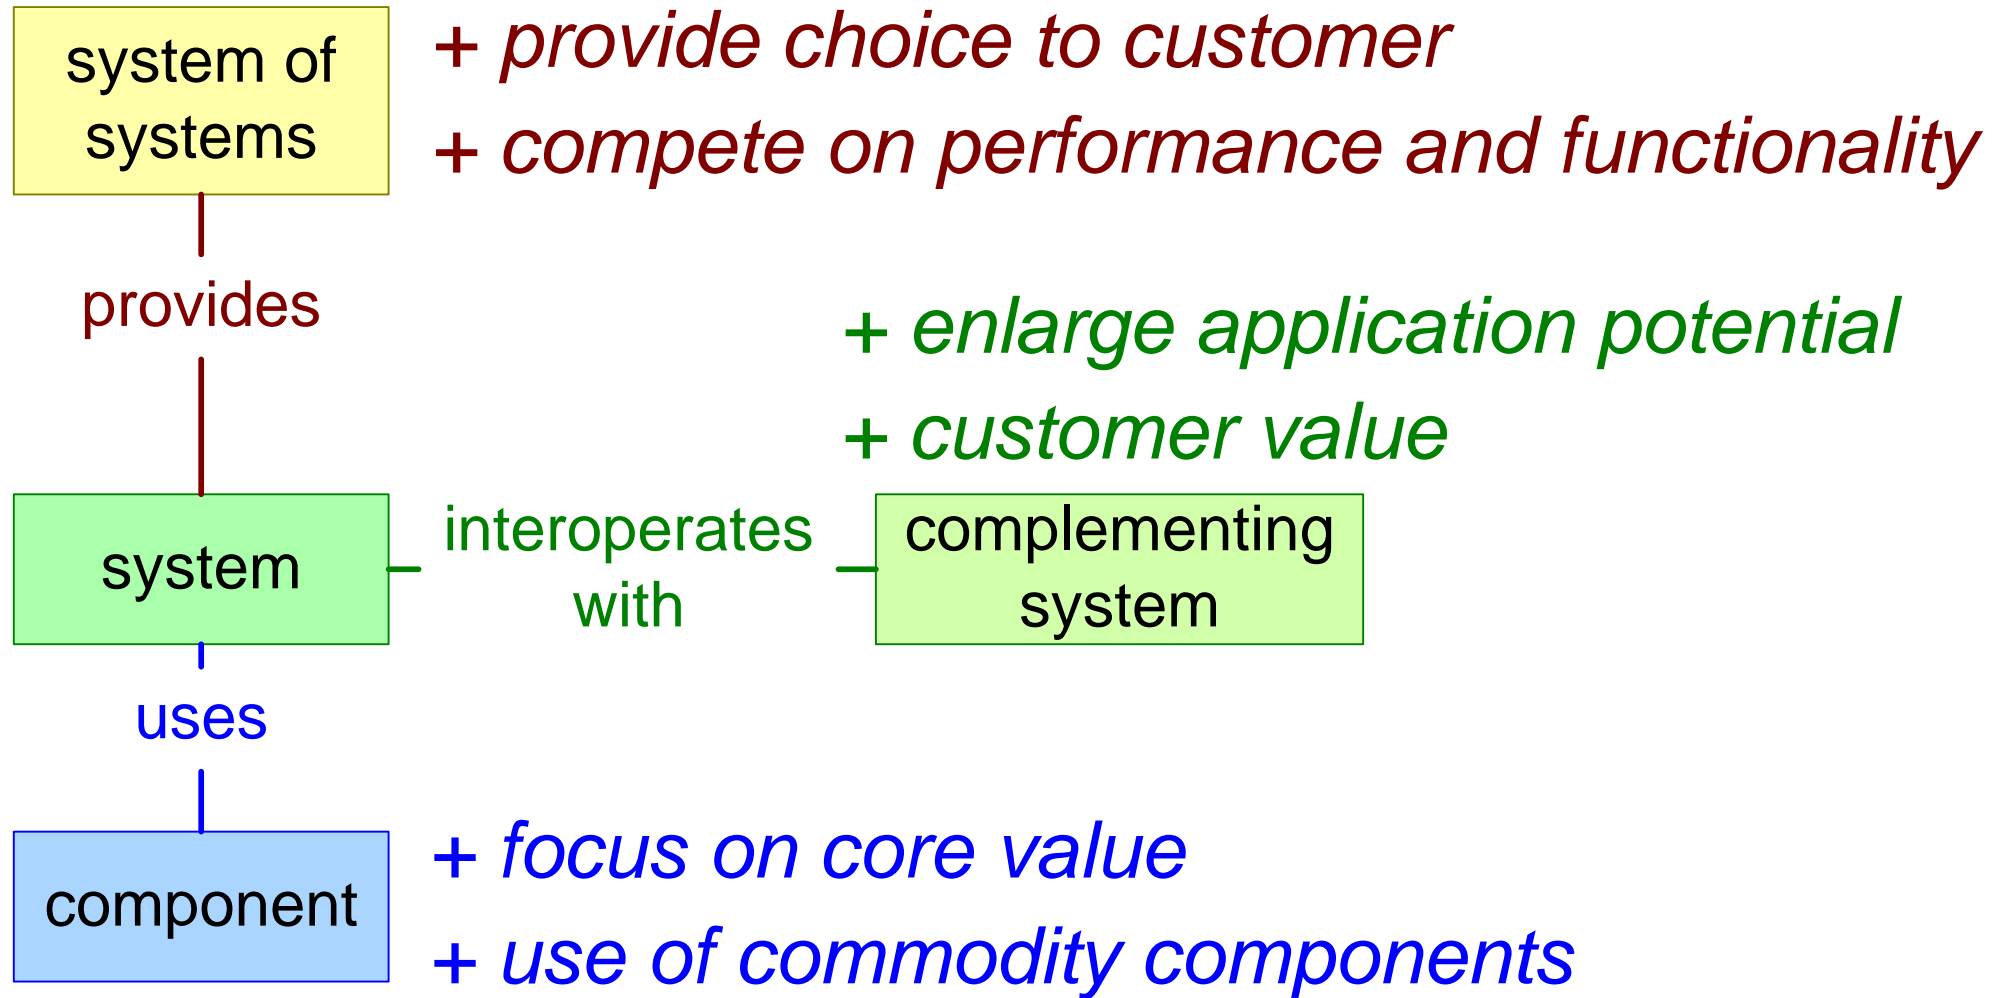 system of
systems
+ provide choice to customer
+ compete on performance and functionality
provides
+ enlarge application potential
+ customer value
system
interoperates
with
complementing
system
uses
component
+ focus on core value
+ use of commodity components